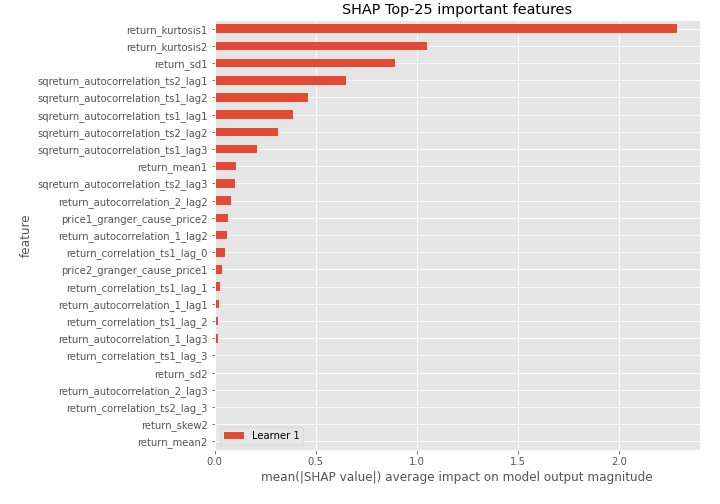 SHAP Top-25 important features
return_kurtosis1
return_kurtosis2
return_sd1
sqreturn_autocorrelation_ts2_lag1
sqreturn_autocorrelation_ts1_lag2
sqreturn_autocorrelation_ts1_lag1
sqreturn_autocorrelation_ts2_lag2
sqreturn_autocorrelation_ts1_lag3
return_mean1
sqreturn_autocorrelation_ts2_lag3
return_autocorrelation_2_lag2
price1_granger_cause_price2
return_autocorrelation_1_lag2
return_correlation_ts1_lag_0
price2_granger_cause_price1
return_correlation_ts1_lag_1
return_autocorrelation_1_lag1
return_correlation_ts1_lag_2
return_autocorrelation_1_lag3
return_correlation_ts1_lag_3
return_sd2
return_autocorrelation_2_lag3
return_correlation_ts2_lag_3
return_skew2
return_mean2
feature
Learner 1
0.0 0.5 1.0 1.5 2.0
mean(|SHAP value|) average impact on model output magnitude